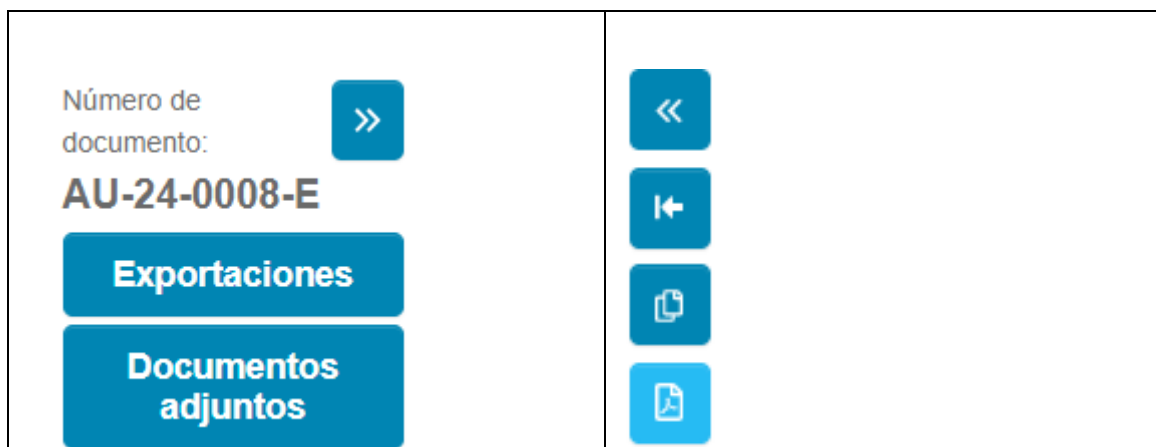 Número de
documento:
AU-24-0008-E
Exportaciones
Documentos
adjuntos